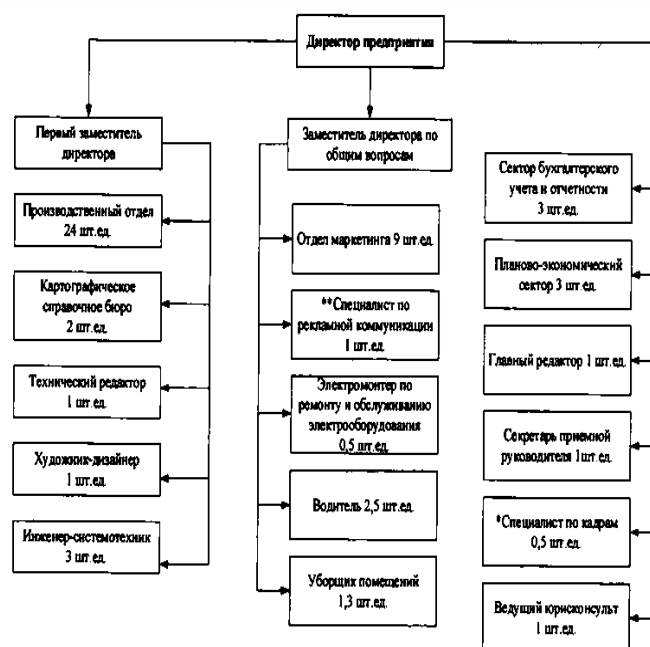 Директор предприятия
Первый заместитель
директора
Производственный отдел
24 шт.ед.
Картографическое
справочное бюро
2 шт.ед.
Технический редактор
1 шт.ед.
Художник-дизайнер
1 шт.ед.
Инженер-системотехник
3 шт.ед.
Заместитель директора по
общим вопросам
Отдел маркетинга 9 шт.ед.
**Специалист по
рекламной коммуникации
1 шт.ед.
Электромонтер по
ремонту и обслуживанию
электрооборудования
0,5 шт.ед.
Водитель 2,5 шт.ед.
Уборщик помещений
1,3 шт.ед.
Сектор бухгалтерского
учета и отчетности
3 шт.ед.
Планово-экономический
сектор 3 шт.ед.
Главный редактор 1 шт.ед.
Секретарь приемной
руководителя 1шт.ед.
*Специалист по кадрам
0,5 шт.ед.
Ведущий юрисконсульт
1 шт.ед.